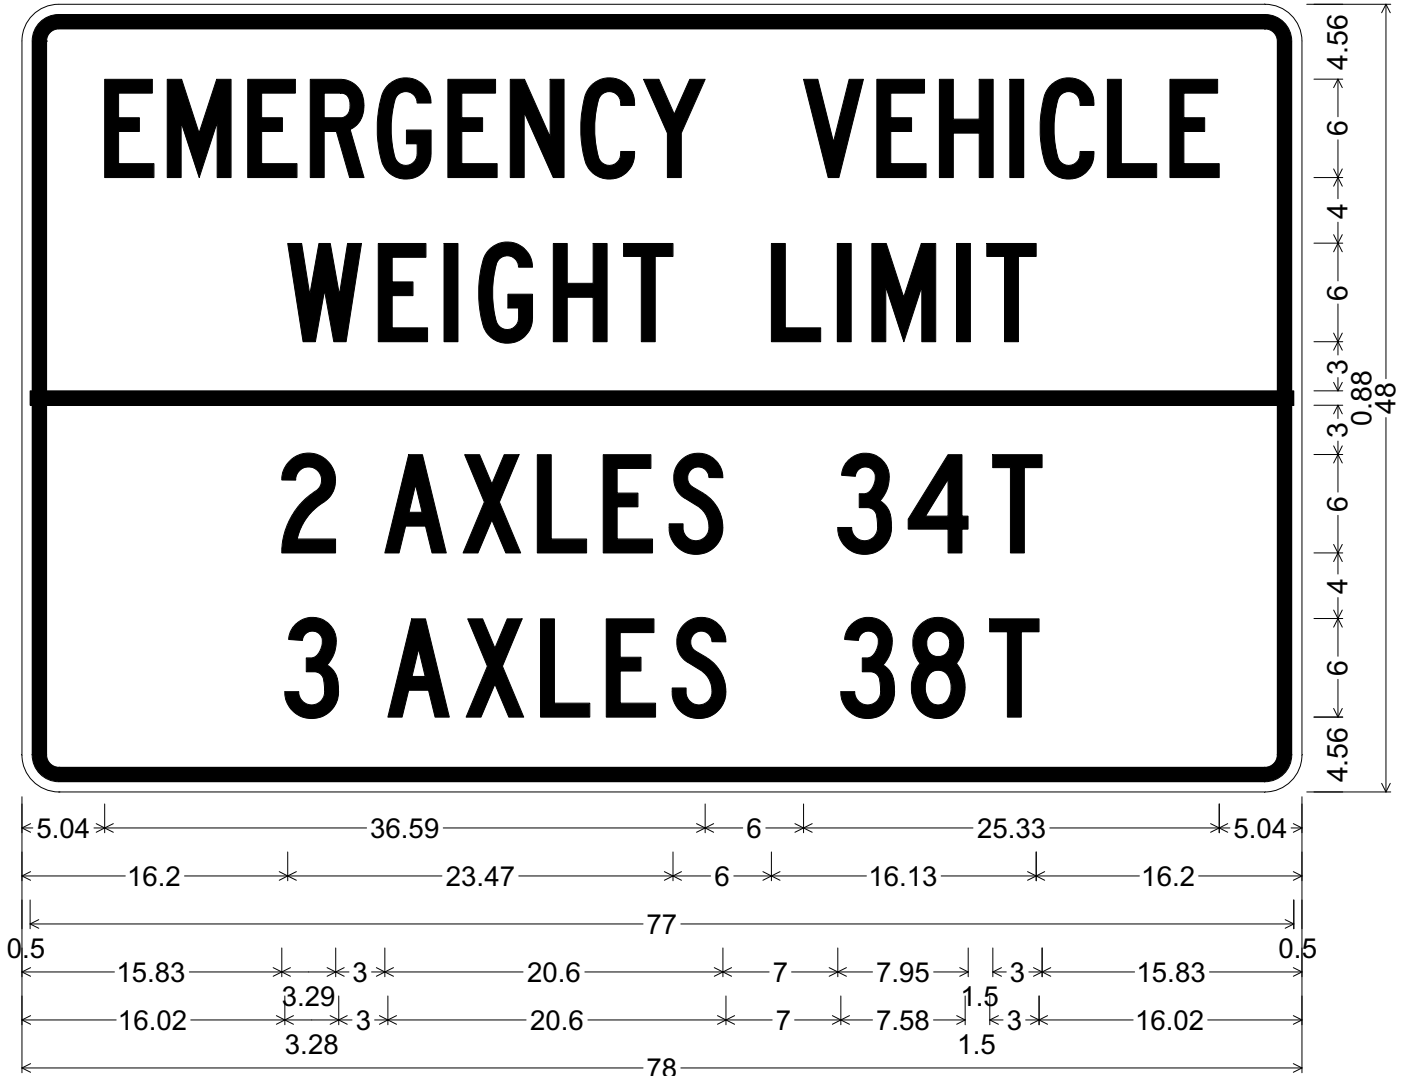 EMERGENCY VEHICLE
WEIGHT LIMIT
2 AXLES 34T
3 AXLES 38T
4.56
6
4
6
3
0.88
48
3
6
4
6
4.56
5.04 36.59 6 25.33 5.04
16.2 23.47 6 16.13 16.2
77
0.5 0.5
15.83 3 20.6 7 7.95 3 15.83
3.29 1.5
16.02 3 20.6 7 7.58 3 16.02
3.28 1.5
78